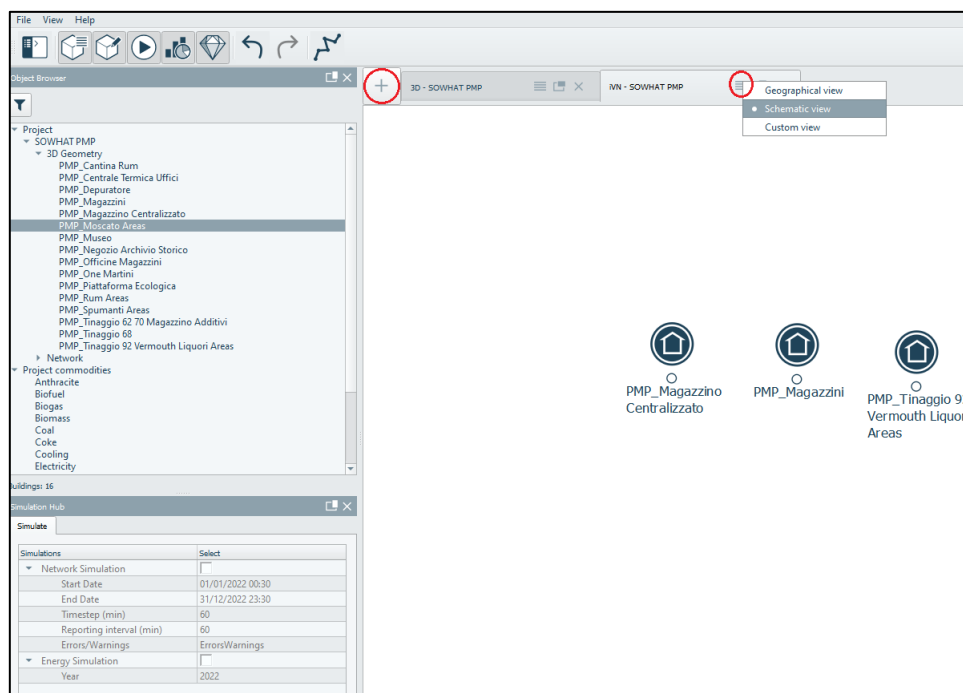 File View Help
Object Browser
3D - SOWHAT PMP
iVN - SOWHAT PMP
Geographical view
Schematic view
Custom view
Project
SOWHAT PMP
3D Geometry
PMP_Cantina Rum
PMP_Centrale Termica Uffici
PMP_Depuratore
PMP_Magazzini
PMP_Magazzino Centralizzato
PMP_Moscato Areas
PMP_Museo
PMP_Negozio Archivio Storico
PMP_Officine Magazzini
PMP_One Martini
PMP_Piattaforma Ecologica
PMP_Rum Areas
PMP_Spumanti Areas
PMP_Tinaggio 62 70 Magazzino Additivi
PMP_Tinaggio 68
PMP_Tinaggio 92 Vermouth Liquori Areas
Network
Project commodities
Anthracite
Biofuel
Biogas
Biomass
Coal
Coke
Cooling
Electricity
uildings: 16
Simulation Hub
Simulate
Simulations Select
Network Simulation
Start Date 01/01/2022 00:30
End Date 31/12/2022 23:30
Timestep (min) 60
Reporting interval (min) 60
Errors/Warnings ErrorsWarnings
Energy Simulation
Year 2022
PMP_Magazzino
Centralizzato
PMP_Magazzini
PMP_Tinaggio 9
Vermouth Liquor
Areas